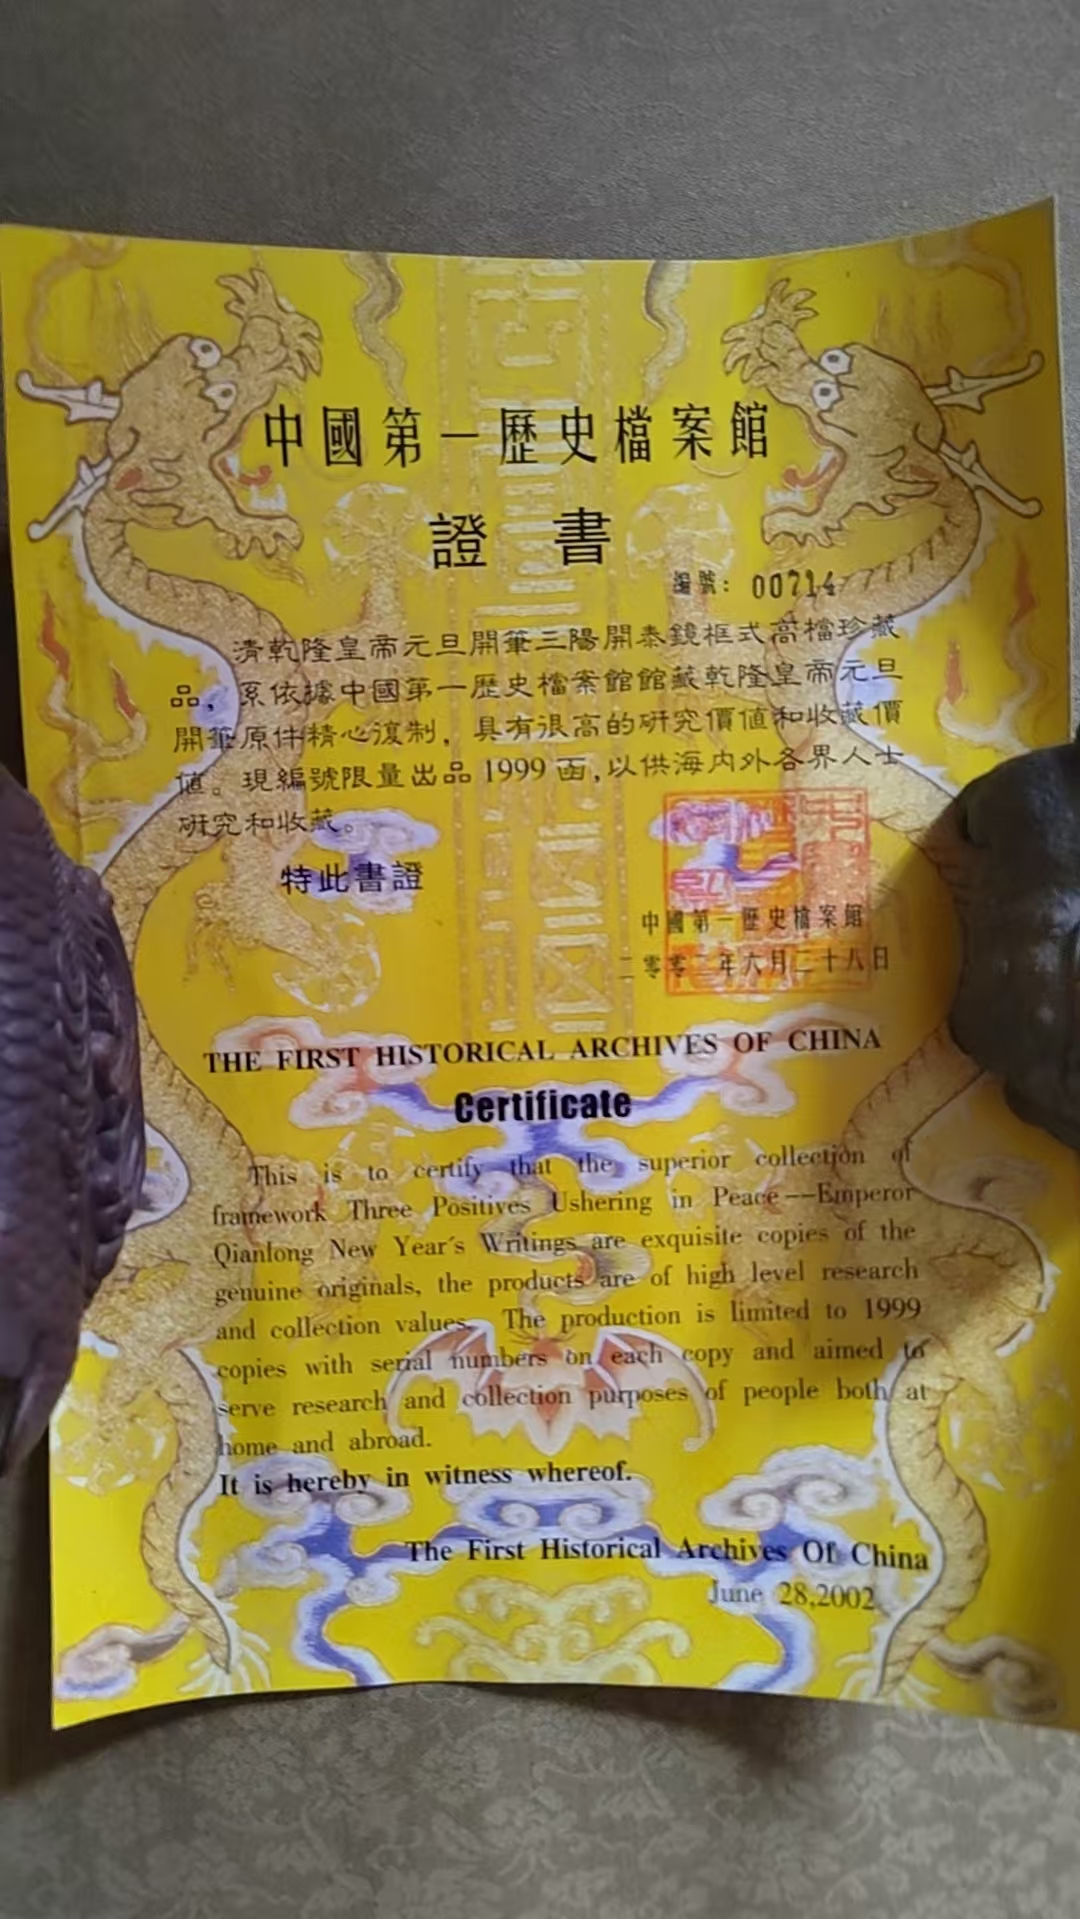 中國第一歷史檔案館
證書
編號: 00714
清乾隆皇帝元旦開筆三陽開泰鏡框式高檔珍藏
品，系依據中國第一歷史檔案館館藏乾隆皇帝元旦
開筆原件精心復制，具有很高的研究價值和收藏價
值。現編號限量出品1999函,以供海內外各界人士
研究和收藏。
特此書證
中國第一歷史檔案館
二零零二年六月二十八日
THE FIRST HISTORICAL ARCHIVES OF CHINA
Certificate
This is to certify that the superior collection of
framework Three Positives Ushering in Peace——Emperor
Qianlong New Year's Writings are exquisite copies of the
genuine originals, the products are of high level research
and collection values. The production is limited to 1999
copies with serial numbers on each copy and aimed to
serve research and collection purposes of people both at
home and abroad.
It is hereby in witness whereof.
The First Historical Archives Of China
June 28,2002